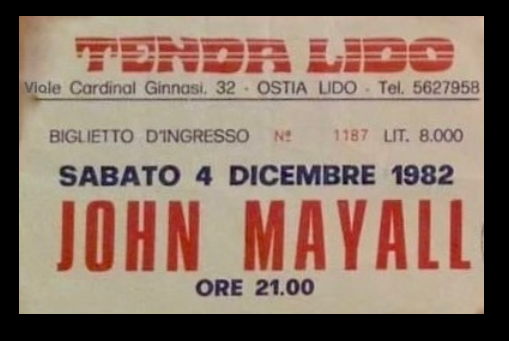 TENDA LIDO
Viale Cardinal Ginnasi, 32 - OSTIA LIDO - Tel. 5627958
BIGLIETTO D'INGRESSO Nº 1187 LIT. 8.000
SABATO 4 DICEMBRE 1982
JOHN MAYALL
ORE 21.00